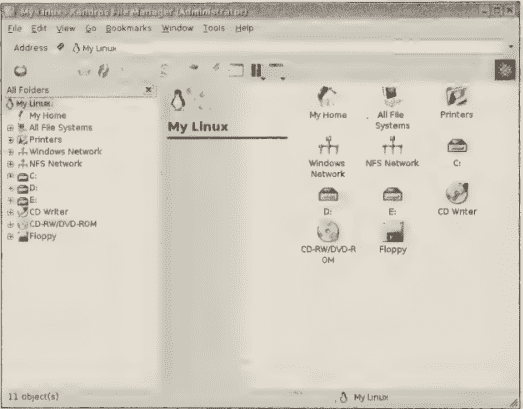 My Linux - Xandros File Manager (Administrator)
File Edit View Go Bookmarks Window Tools Help
Address My Linux
All Folders
My Linux
My Home
All File Systems
Printers
Windows Network
NFS Network
C:
D:
E:
CD Writer
CD-RW/DVD-ROM
Floppy
My Linux
My Home All File Printers
Systems
Windows NFS Network C:
Network
D: E: CD Writer
CD-RW/DVD-R Floppy
OM
11 object(s) My Linux